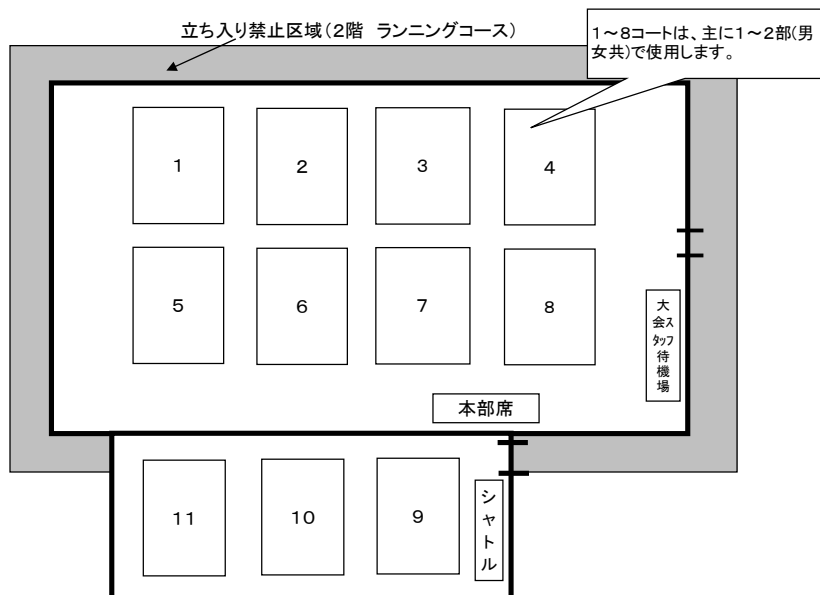 立ち入り禁止区域（２階　ランニングコース）
１～８コートは、主に１～２部(男
女共)で使用します。
１
２
３
４
５
６
７
８
大
会ス
タッフ
待
機
場
本部席
１１
１０
９
シ
ャ
ト
ル